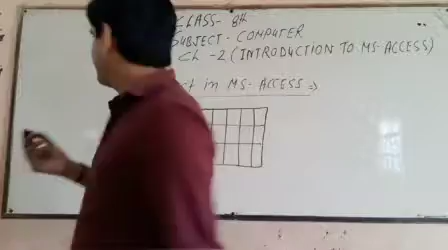 CLASS- 8th
SUBJECT- COMPUTER
Ch -2 (INTRODUCTION TO MS-ACCESS)
in MS-ACCESS ⇒